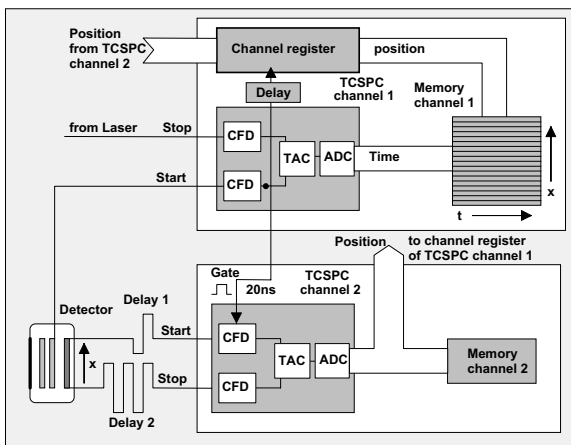 Position
from TCSPC
channel 2
Channel register
position
Delay
TCSPC
channel 1
Memory
channel 1
from Laser
Stop
CFD
TAC
ADC
Time
Start
CFD
x
t
Position
to channel register
of TCSPC channel 1
Gate
20ns
TCSPC
channel 2
Detector
Delay 1
Start
CFD
x
TAC
ADC
Memory
channel 2
Stop
CFD
Delay 2